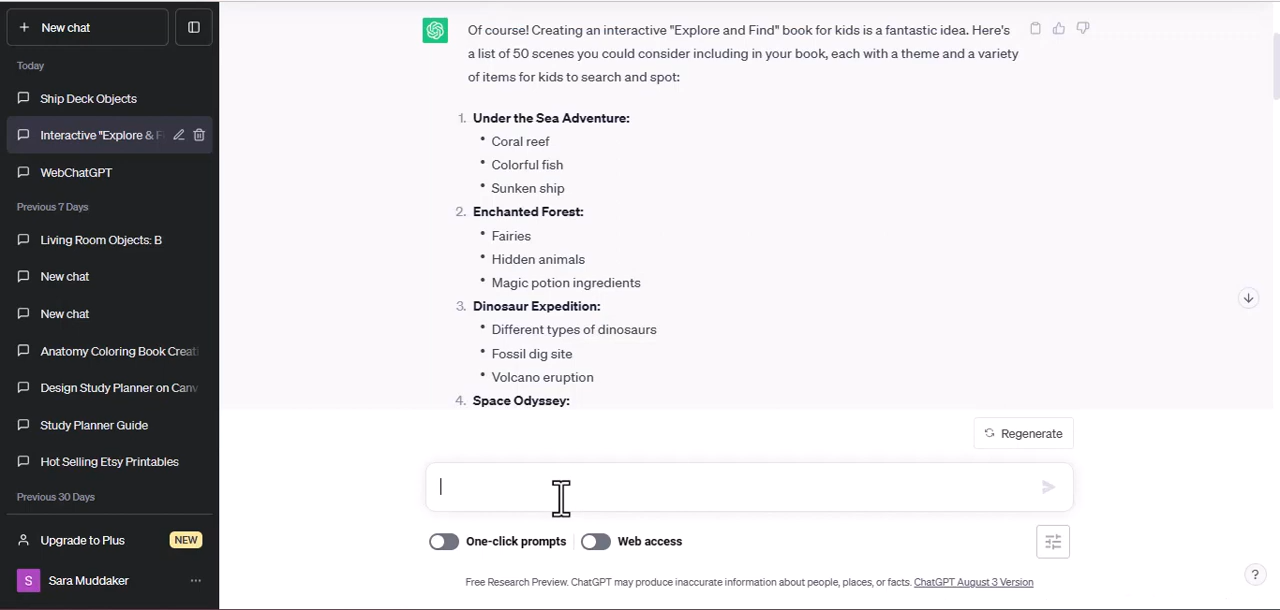 New chat
Today
Ship Deck Objects
Interactive "Explore & Fi
WebChatGPT
Previous 7 Days
Living Room Objects: B
New chat
New chat
Anatomy Coloring Book Creati
Design Study Planner on Canv
Study Planner Guide
Hot Selling Etsy Printables
Previous 30 Days
Upgrade to Plus NEW
S Sara Muddaker ...
Of course! Creating an interactive "Explore and Find" book for kids is a fantastic idea. Here's
a list of 50 scenes you could consider including in your book, each with a theme and a variety
of items for kids to search and spot:
1. Under the Sea Adventure:
• Coral reef
• Colorful fish
• Sunken ship
2. Enchanted Forest:
• Fairies
• Hidden animals
• Magic potion ingredients
3. Dinosaur Expedition:
• Different types of dinosaurs
• Fossil dig site
• Volcano eruption
4. Space Odyssey:
Regenerate
One-click prompts Web access
Free Research Preview. ChatGPT may produce inaccurate information about people, places, or facts. ChatGPT August 3 Version
?